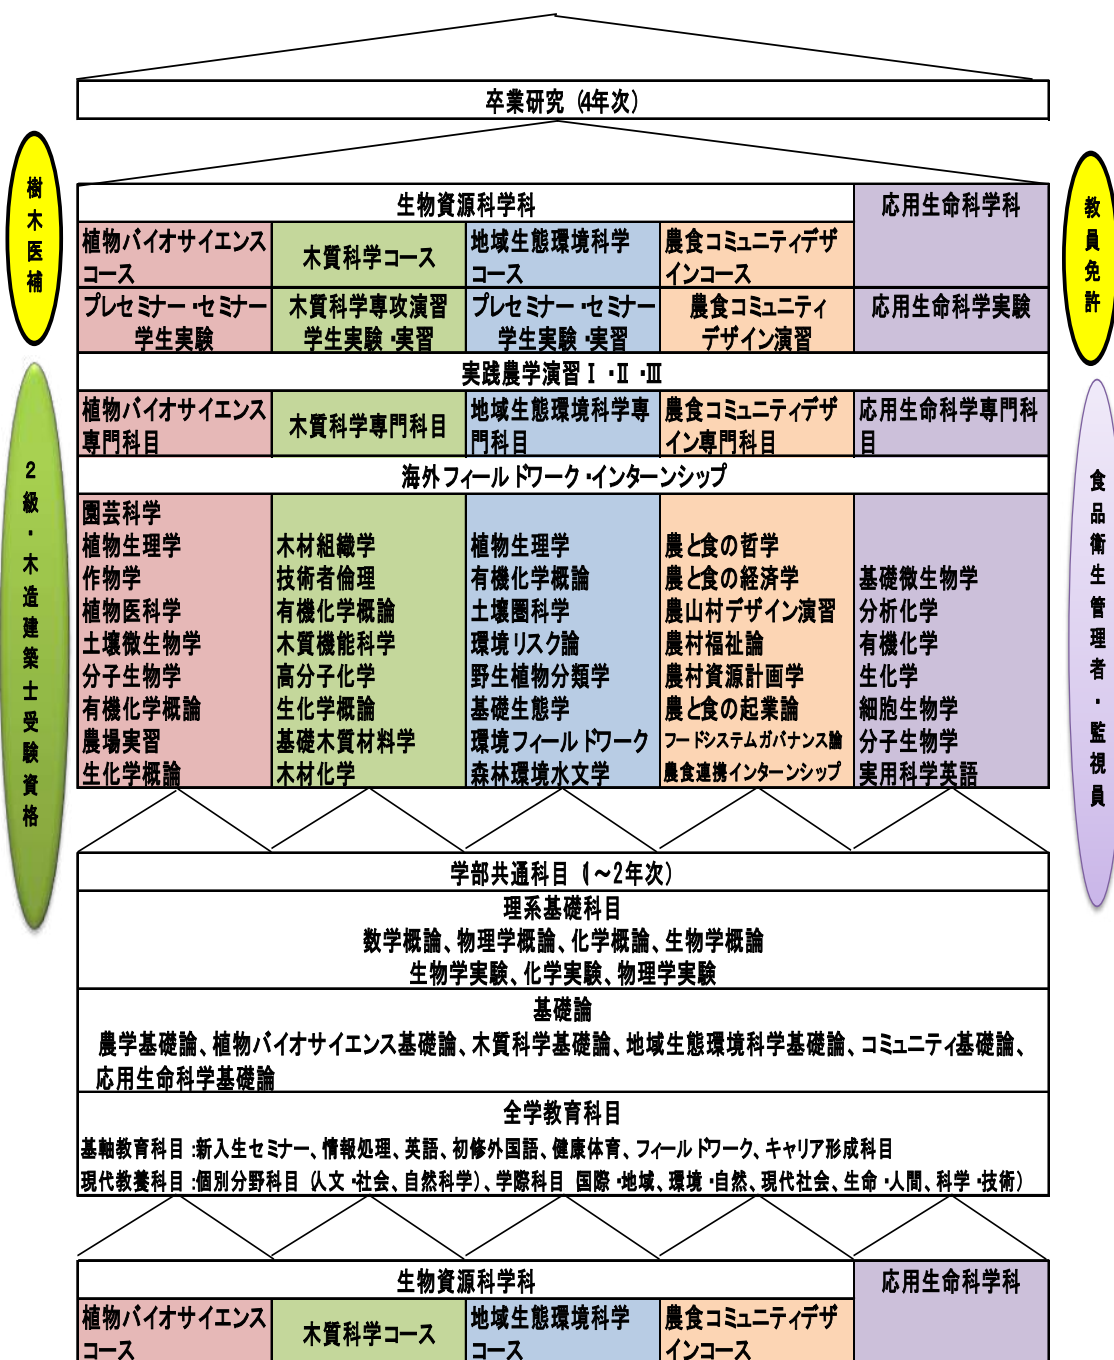 卒業研究（4年次）
樹木医補
教員免許
生物資源科学科
応用生命科学科
植物バイオサイエンス
コース
木質科学コース
地域生態環境科学
コース
農食コミュニティデザ
インコース
プレセミナー・セミナー
学生実験
木質科学専攻演習
学生実験・実習
プレセミナー・セミナー
学生実験・実習
農食コミュニティ
デザイン演習
応用生命科学実験
実践農学演習Ⅰ・Ⅱ・Ⅲ
植物バイオサイエンス
専門科目
木質科学専門科目
地域生態環境科学専
門科目
農食コミュニティデザ
イン専門科目
応用生命科学専門科
目
海外フィールドワーク・インターンシップ
2級・木造建築士受験資格
食品衛生管理者・監視員
園芸科学
植物生理学
作物学
植物医科学
土壌微生物学
分子生物学
有機化学概論
農場実習
生化学概論
木材組織学
技術者倫理
有機化学概論
木質機能科学
高分子化学
生化学概論
基礎木質材料学
木材化学
植物生理学
有機化学概論
土壌圏科学
環境リスク論
野生植物分類学
基礎生態学
環境フィールドワーク
森林環境水文学
農と食の哲学
農と食の経済学
農山村デザイン演習
農村福祉論
農村資源計画学
農と食の起業論
フードシステムガバナンス論
農食連携インターンシップ
基礎微生物学
分析化学
有機化学
生化学
細胞生物学
分子生物学
実用科学英語
学部共通科目（1～2年次）
理系基礎科目
数学概論、物理学概論、化学概論、生物学概論
生物学実験、化学実験、物理学実験
基礎論
農学基礎論、植物バイオサイエンス基礎論、木質科学基礎論、地域生態環境科学基礎論、コミュニティ基礎論、
応用生命科学基礎論
全学教育科目
基軸教育科目：新入生セミナー、情報処理、英語、初修外国語、健康体育、フィールドワーク、キャリア形成科目
現代教養科目：個別分野科目（人文・社会、自然科学）、学際科目（国際・地域、環境・自然、現代社会、生命・人間、科学・技術）
生物資源科学科
応用生命科学科
植物バイオサイエンス
コース
木質科学コース
地域生態環境科学
コース
農食コミュニティデザ
インコース